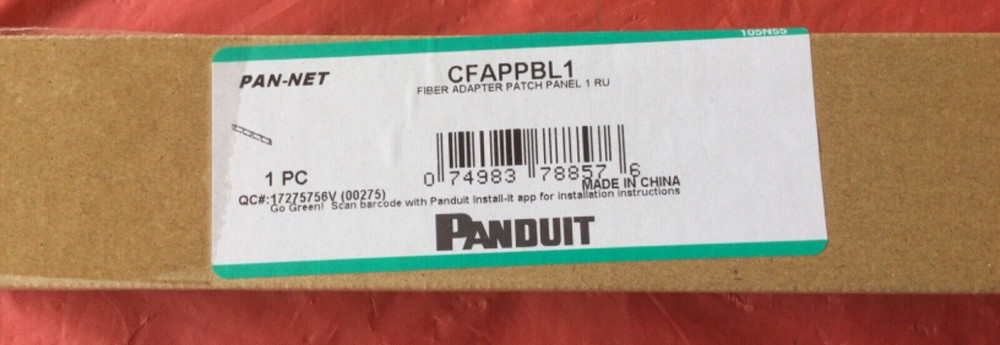 105N55
PAN-NET
CFAPPBL1
FIBER ADAPTER PATCH PANEL 1 RU
1 PC
0 74983 78857 6
MADE IN CHINA
QC#:17275756V (00275)
Go Green! Scan barcode with Panduit Install-It app for installation instructions
PANDUIT